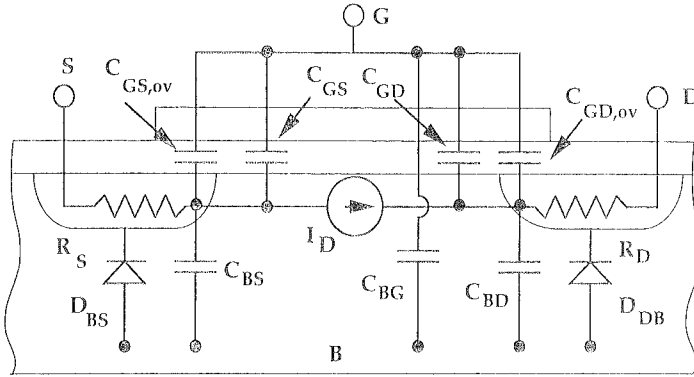 G
S
C GS,ov
C GS
C GD
C GD,ov
D
R S
I D
R D
C BS
C BG
C BD
D BS
D DB
B